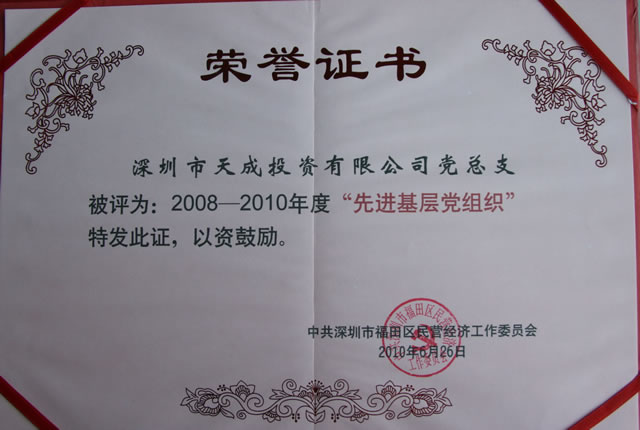 荣誉证书
深圳市天成投资有限公司党总支
被评为：2008—2010年度“先进基层党组织”
特发此证，以资鼓励。
中共深圳市福田区民营经济工作委员会
2010年6月26日